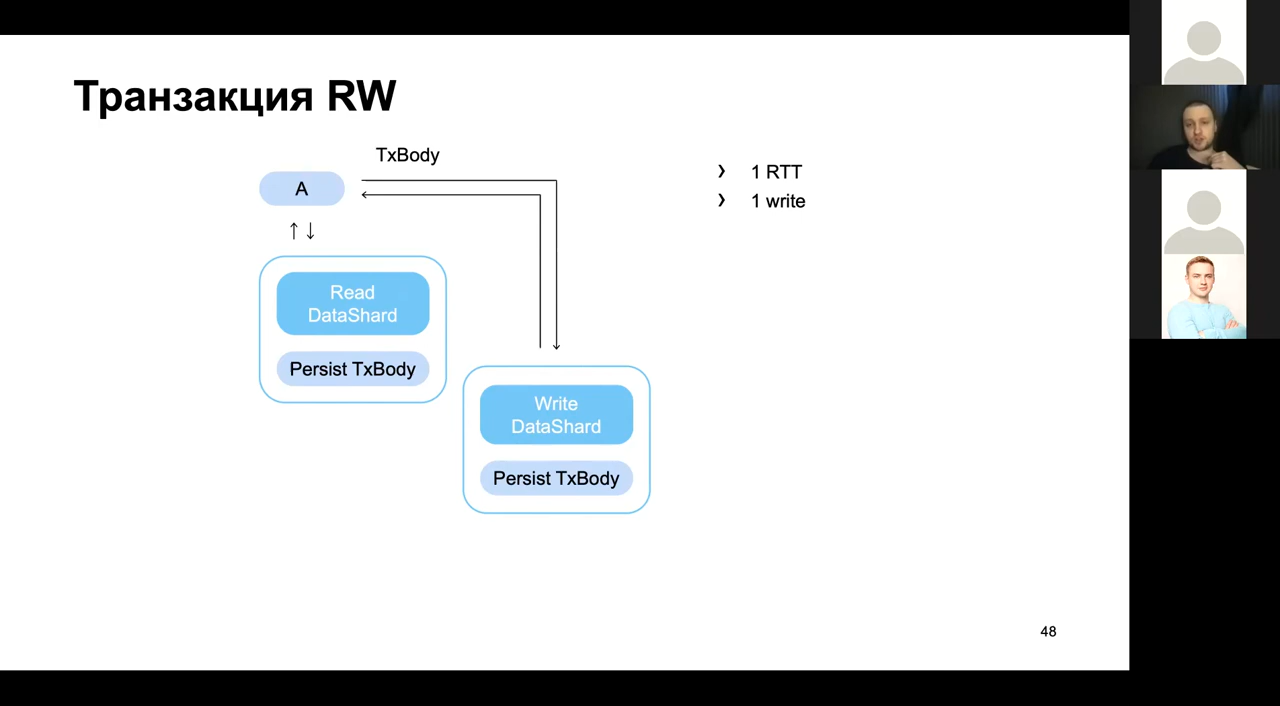 Транзакция RW
TxBody
A
❯ 1 RTT
❯ 1 write
↑↓
Read
DataShard
Persist TxBody
Write
DataShard
Persist TxBody
48